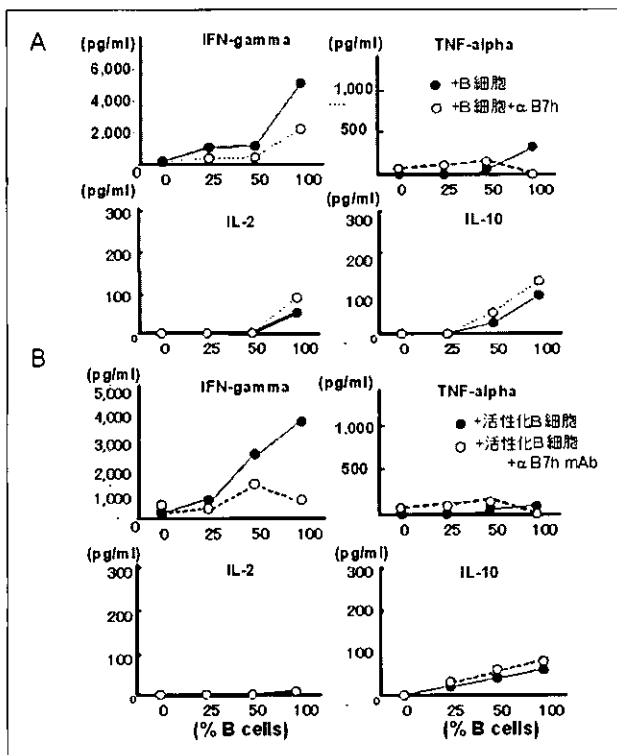 A
IFN-gamma
(pg/ml)
6,000
4,000
2,000
0
0 25 50 100
TNF-alpha
(pg/ml)
1,000
500
0 25 50 100
+B細胞
+B細胞+αB7h
(pg/ml)
300
200
100
0
IL-2
0 25 50 100
(pg/ml)
300
200
100
0
IL-10
0 25 50 100
B
(pg/ml)
IFN-gamma
5,000
4,000
3,000
2,000
1,000
0
0 25 50 100
(pg/ml)
TNF-alpha
1,000
500
0
0 25 50 100
+活性化B細胞
+活性化B細胞
+αB7h mAb
(pg/ml)
300
200
100
0
IL-2
0 25 50 100
(% B cells)
(pg/ml)
300
200
100
0
IL-10
0 25 50 100
(% B cells)